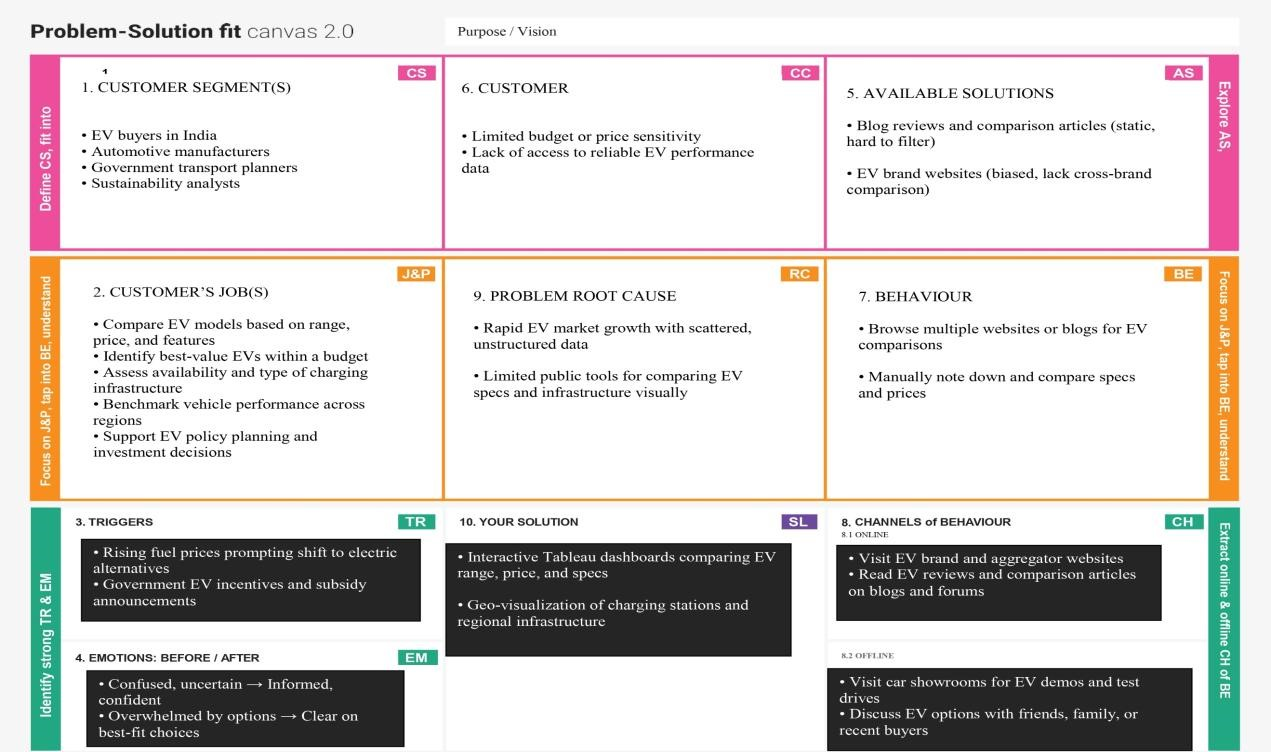 Problem-Solution fit canvas 2.0
Purpose / Vision
Define CS, fit into
1
CS
1. CUSTOMER SEGMENT(S)
• EV buyers in India
• Automotive manufacturers
• Government transport planners
• Sustainability analysts
CC
6. CUSTOMER
• Limited budget or price sensitivity
• Lack of access to reliable EV performance
data
AS
5. AVAILABLE SOLUTIONS
• Blog reviews and comparison articles (static,
hard to filter)
• EV brand websites (biased, lack cross-brand
comparison)
Explore AS,
Focus on J&P, tap into BE, understand
J&P
2. CUSTOMER’S JOB(S)
• Compare EV models based on range,
price, and features
• Identify best-value EVs within a budget
• Assess availability and type of charging
infrastructure
• Benchmark vehicle performance across
regions
• Support EV policy planning and
investment decisions
RC
9. PROBLEM ROOT CAUSE
• Rapid EV market growth with scattered,
unstructured data
• Limited public tools for comparing EV
specs and infrastructure visually
BE
7. BEHAVIOUR
• Browse multiple websites or blogs for EV
comparisons
• Manually note down and compare specs
and prices
Focus on J&P, tap into BE, understand
Identify strong TR & EM
3. TRIGGERS
TR
• Rising fuel prices prompting shift to electric
alternatives
• Government EV incentives and subsidy
announcements
4. EMOTIONS: BEFORE / AFTER
EM
• Confused, uncertain → Informed,
confident
• Overwhelmed by options → Clear on
best-fit choices
10. YOUR SOLUTION
SL
• Interactive Tableau dashboards comparing EV
range, price, and specs
• Geo-visualization of charging stations and
regional infrastructure
8. CHANNELS of BEHAVIOUR
CH
8.1 ONLINE
• Visit EV brand and aggregator websites
• Read EV reviews and comparison articles
on blogs and forums
8.2 OFFLINE
• Visit car showrooms for EV demos and test
drives
• Discuss EV options with friends, family, or
recent buyers
Extract online & offline CH of BE